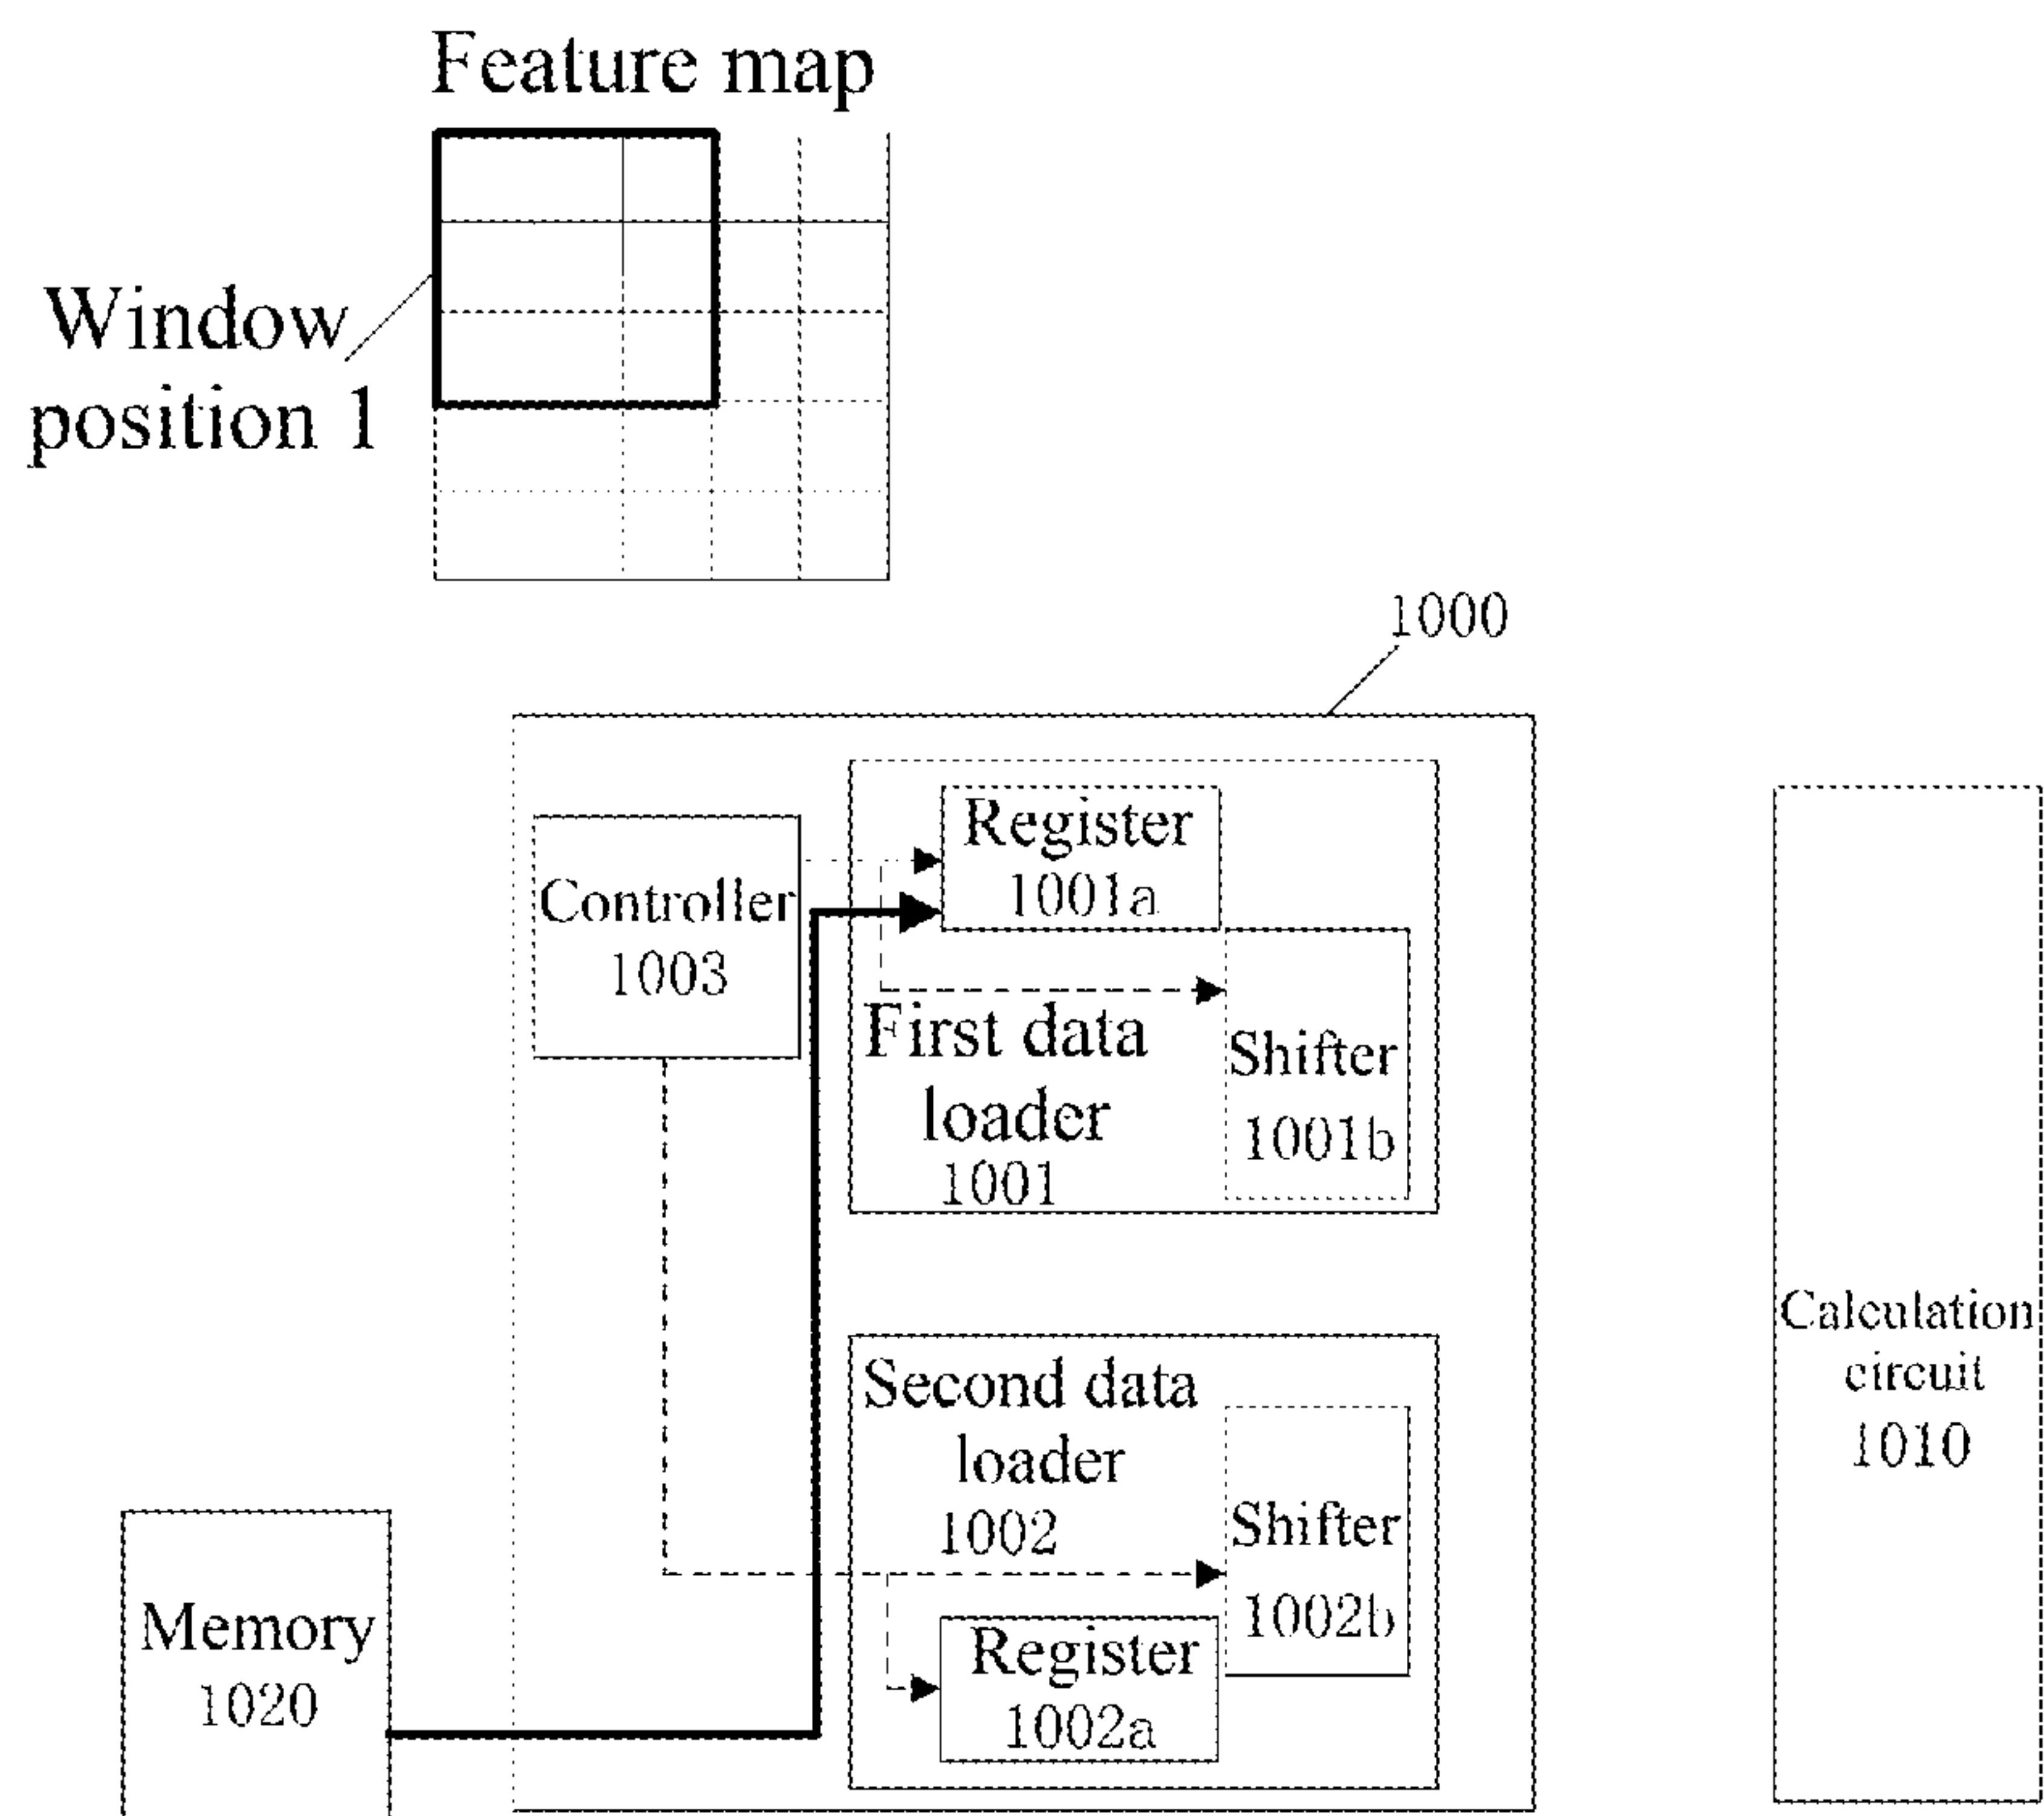 Feature map
Window
position 1
1000
Register
1001a
Controller
1003
First data
loader
1001
Shifter
1001b
Calculation
circuit
1010
Second data
loader
1002
Shifter
1002b
Register
1002a
Memory
1020